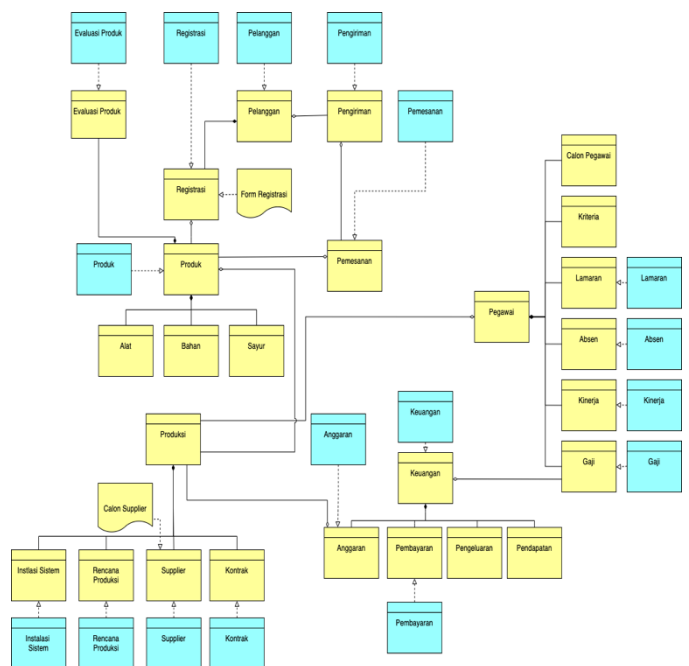 Evaluasi Produk
Registrasi
Pelanggan
Pengiriman
Evaluasi Produk
Pelanggan
Pengiriman
Pemesanan
Calon Pegawai
Registrasi
Form Registrasi
Kriteria
Produk
Produk
Pemesanan
Lamaran
Lamaran
Pegawai
Alat
Bahan
Sayur
Absen
Absen
Kinerja
Kinerja
Keuangan
Produksi
Anggaran
Keuangan
Gaji
Gaji
Calon Supplier
Anggaran
Pembayaran
Pengeluaran
Pendapatan
Instlasi Sistem
Rencana
Produksi
Supplier
Kontrak
Pembayaran
Instalasi
Sistem
Rencana
Produksi
Supplier
Kontrak